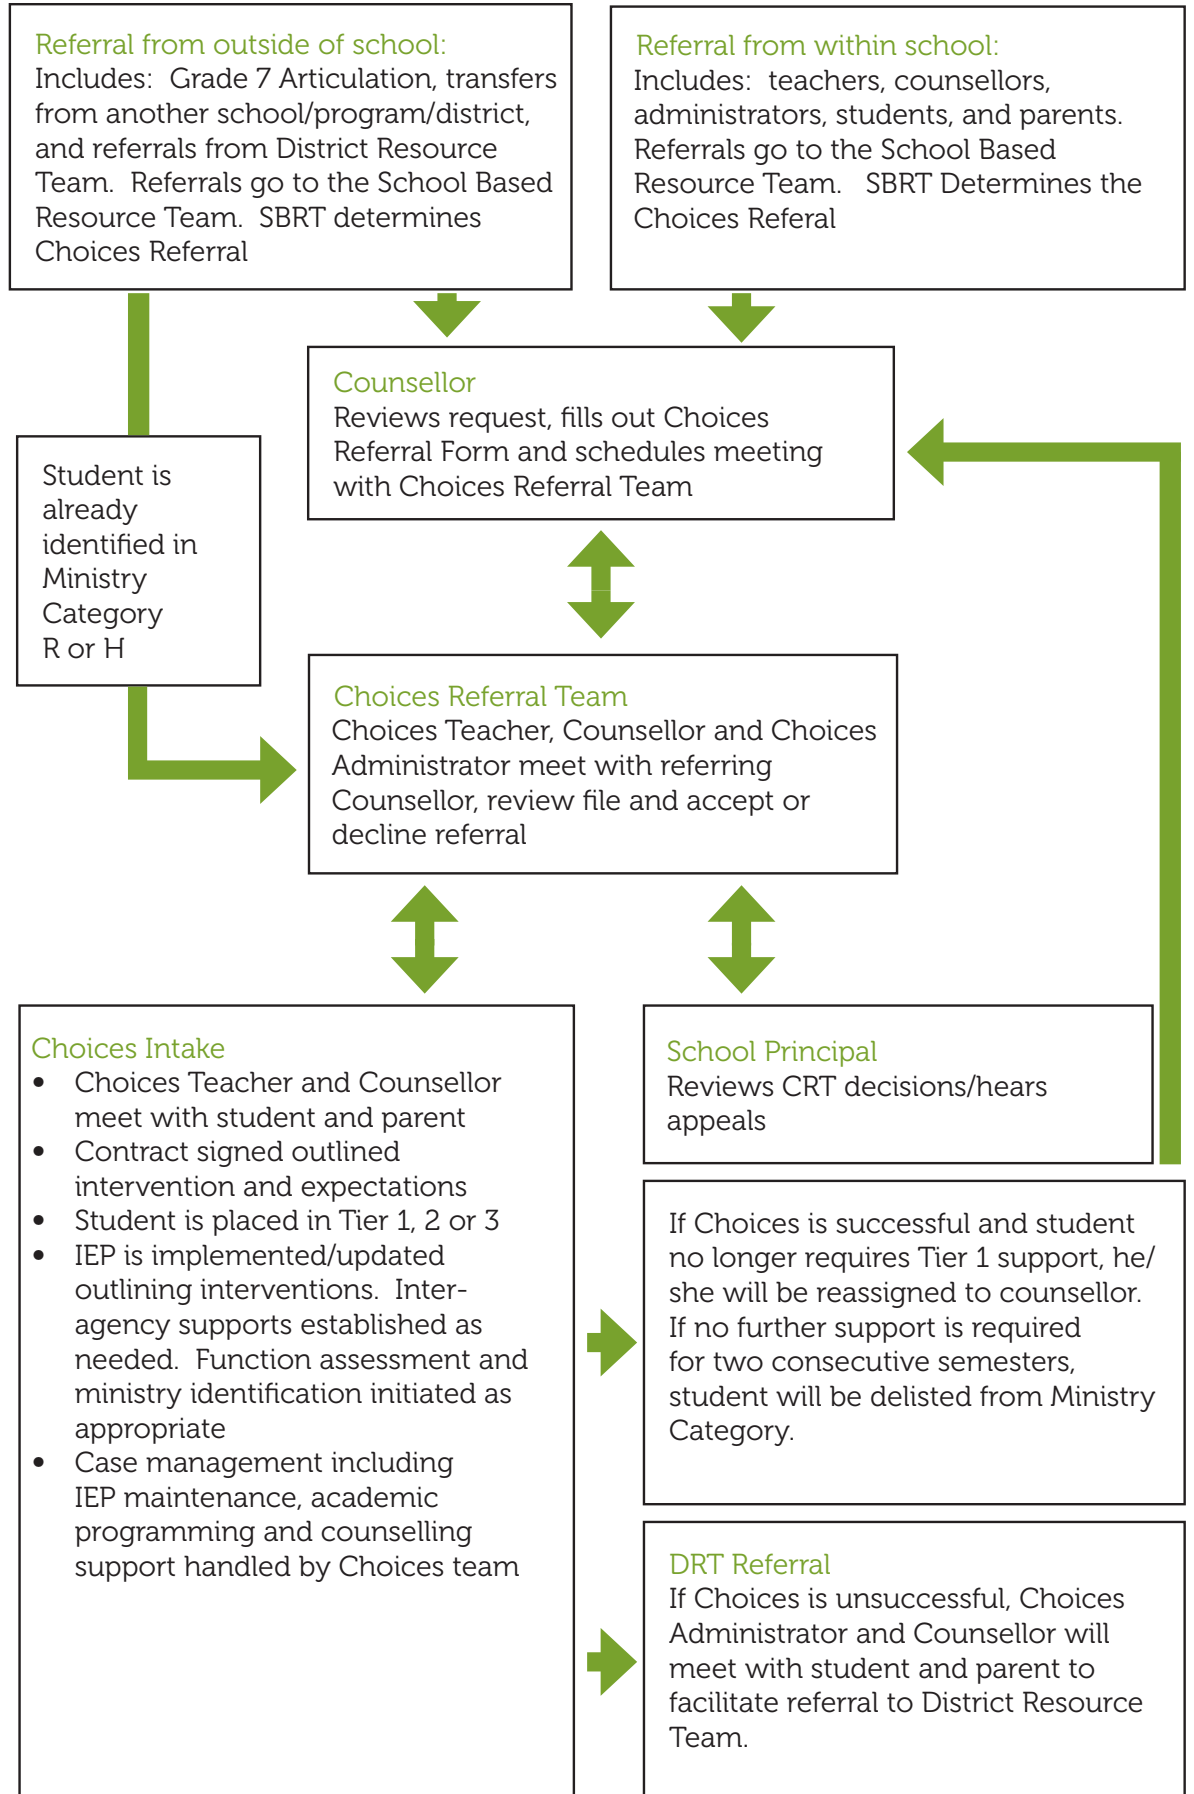 Referral from outside of school:
Includes:  Grade 7 Articulation, transfers
from another school/program/district,
and referrals from District Resource
Team.  Referrals go to the School Based
Resource Team.  SBRT determines
Choices Referral
Referral from within school:
Includes:  teachers, counsellors,
administrators, students, and parents.
Referrals go to the School Based
Resource Team.   SBRT Determines the
Choices Referal
Counsellor
Reviews request, fills out Choices
Referral Form and schedules meeting
with Choices Referral Team
Student is
already
identified in
Ministry
Category
R or H
Choices Referral Team
Choices Teacher, Counsellor and Choices
Administrator meet with referring
Counsellor, review file and accept or
decline referral
Choices Intake
• Choices Teacher and Counsellor
meet with student and parent
• Contract signed outlined
intervention and expectations
• Student is placed in Tier 1, 2 or 3
• IEP is implemented/updated
outlining interventions.  Inter-
agency supports established as
needed.  Function assessment and
ministry identification initiated as
appropriate
• Case management including
IEP maintenance, academic
programming and counselling
support handled by Choices team
School Principal
Reviews CRT decisions/hears
appeals
If Choices is successful and student
no longer requires Tier 1 support, he/
she will be reassigned to counsellor.
If no further support is required
for two consecutive semesters,
student will be delisted from Ministry
Category.
DRT Referral
If Choices is unsuccessful, Choices
Administrator and Counsellor will
meet with student and parent to
facilitate referral to District Resource
Team.